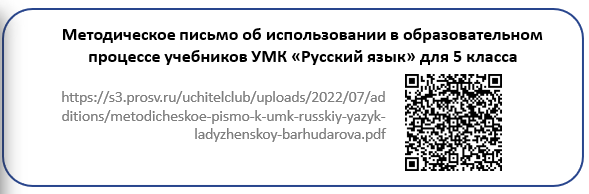 Методическое письмо об использовании в образовательном
процессе учебников УМК «Русский язык» для 5 класса
https://s3.prosv.ru/uchitelclub/uploads/2022/07/ad
ditions/metodicheskoe-pismo-k-umk-russkiy-yazyk-
ladyzhenskoy-barhudarova.pdf